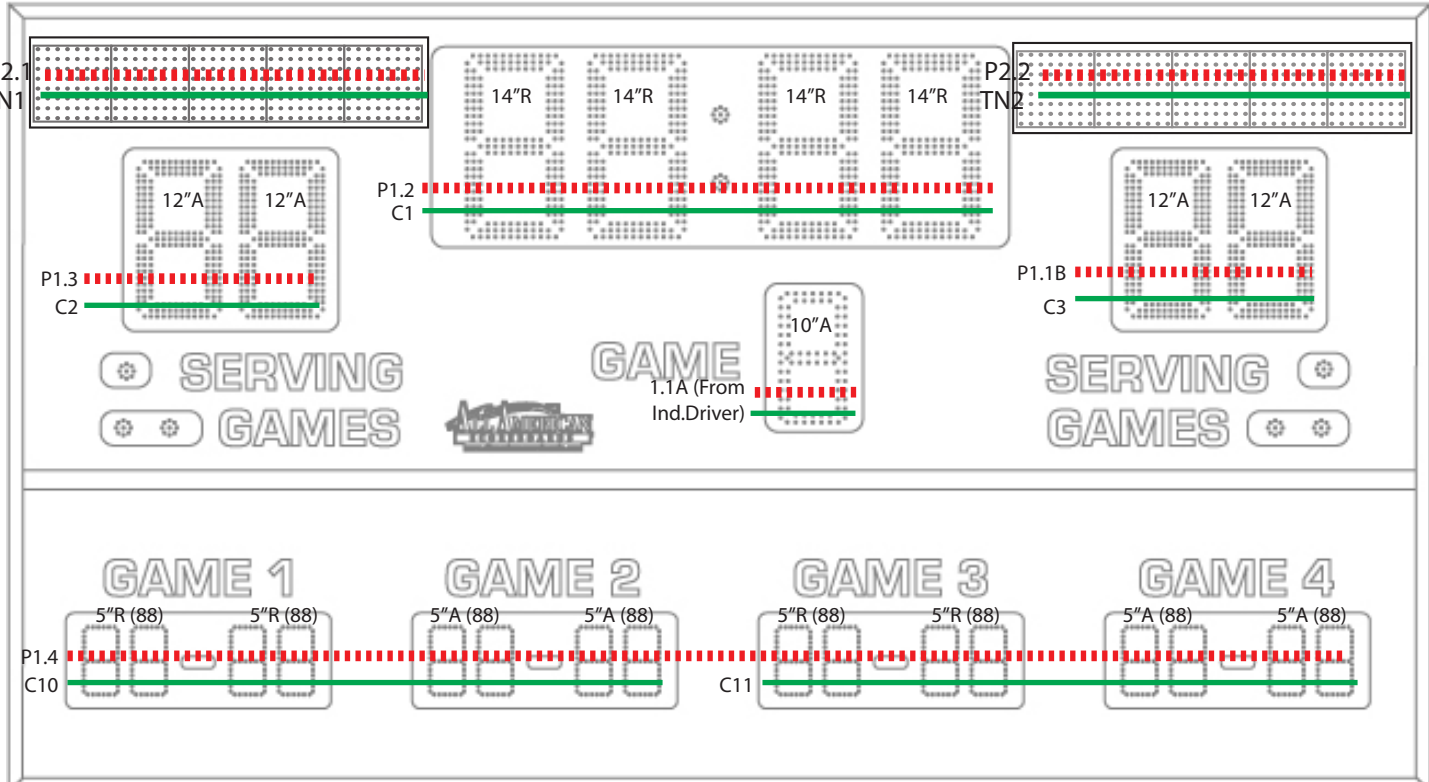 2.1
N1
14”R 14”R 14”R 14”R
P2.2
TN2
12”A 12”A
P1.2
C1
12”A 12”A
P1.3
C2
P1.1B
C3
10”A
GAME
1.1A (From
Ind.Driver)
SERVING
GAMES
ALL AMERICAN
SCOREBOARDS
SERVING
GAMES
GAME 1 GAME 2 GAME 3 GAME 4
5”R (88) 5”R (88) 5”A (88) 5”A (88) 5”R (88) 5”R (88) 5”A (88) 5”A (88)
P1.4
C10 C11